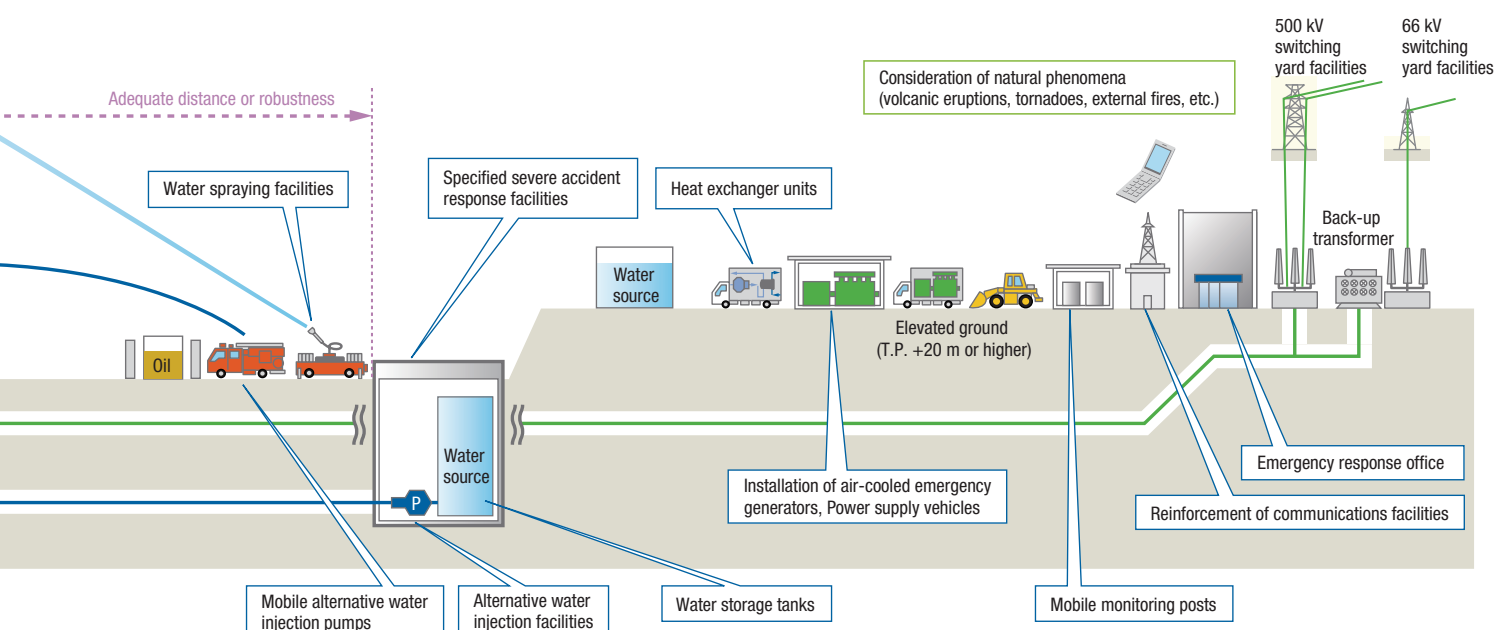 500 kV
switching
yard facilities
66 kV
switching
yard facilities
Consideration of natural phenomena
(volcanic eruptions, tornadoes, external fires, etc.)
Adequate distance or robustness
Water spraying facilities
Specified severe accident
response facilities
Heat exchanger units
Back-up
transformer
Water
source
Elevated ground
(T.P. +20 m or higher)
Oil
Water
source
P
Emergency response office
Installation of air-cooled emergency
generators, Power supply vehicles
Reinforcement of communications facilities
Mobile alternative water
injection pumps
Alternative water
injection facilities
Water storage tanks
Mobile monitoring posts